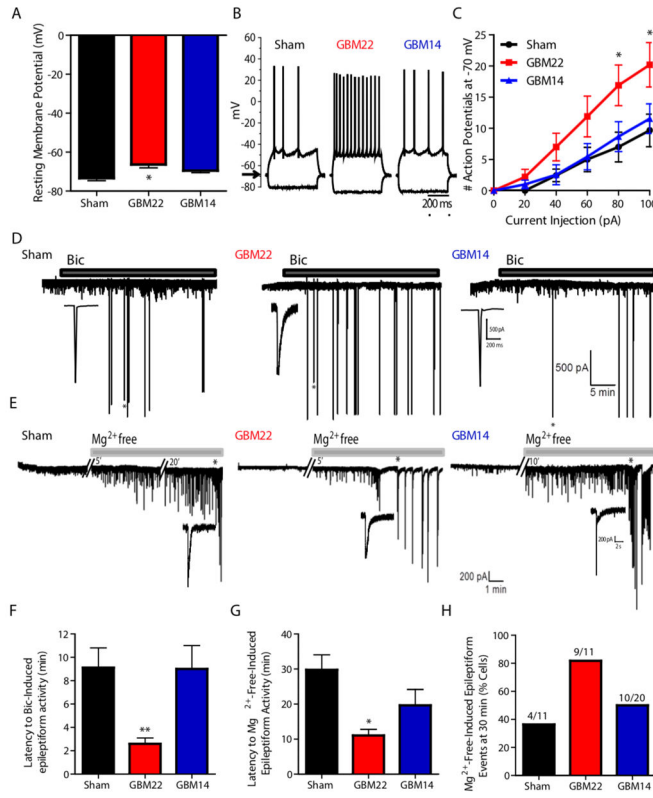 A
Resting Membrane Potential (mV)
0
-20
-40
-60
-80
*
Sham
GBM22
GBM14
B
Sham
GBM22
GBM14
mV
80
60
40
20
0
-20
-40
-60
-80
200 ms
C
# Action Potentials at -70 mV
25
20
15
10
5
0
Sham
GBM22
GBM14
*
*
0
20
40
60
80
100
Current Injection (pA)
D
Sham
Bic
*
GBM22
Bic
*
GBM14
Bic
500 pA
200 ms
500 pA
5 min
*
E
Sham
Mg2+free
5'
20'
*
GBM22
Mg2+free
5'
*
GBM14
Mg2+free
10'
*
200 pA
2s
200 pA
1 min
F
Latency to Bic-Induced
epileptiform activity (min)
12
10
8
6
4
2
0
**
Sham
GBM22
GBM14
G
Latency to Mg 2+-Free-Induced
Epileptiform Activity (min)
40
30
20
10
0
*
Sham
GBM22
GBM14
H
Mg2+-Free-Induced Epileptiform
Events at 30 min (% Cells)
100
80
60
40
20
0
4/11
9/11
10/20
Sham
GBM22
GBM14